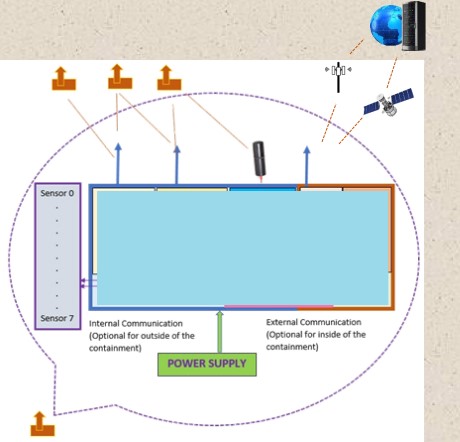 Sensor 0
Sensor 7
Internal Communication
(Optional for outside of the
containment)
External Communication
(Optional for inside of the
containment)
POWER SUPPLY